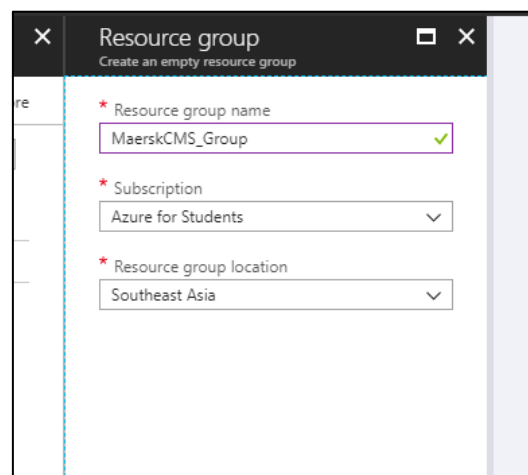 Resource group
Create an empty resource group
re
* Resource group name
MaerskCMS_Group
* Subscription
Azure for Students
* Resource group location
Southeast Asia